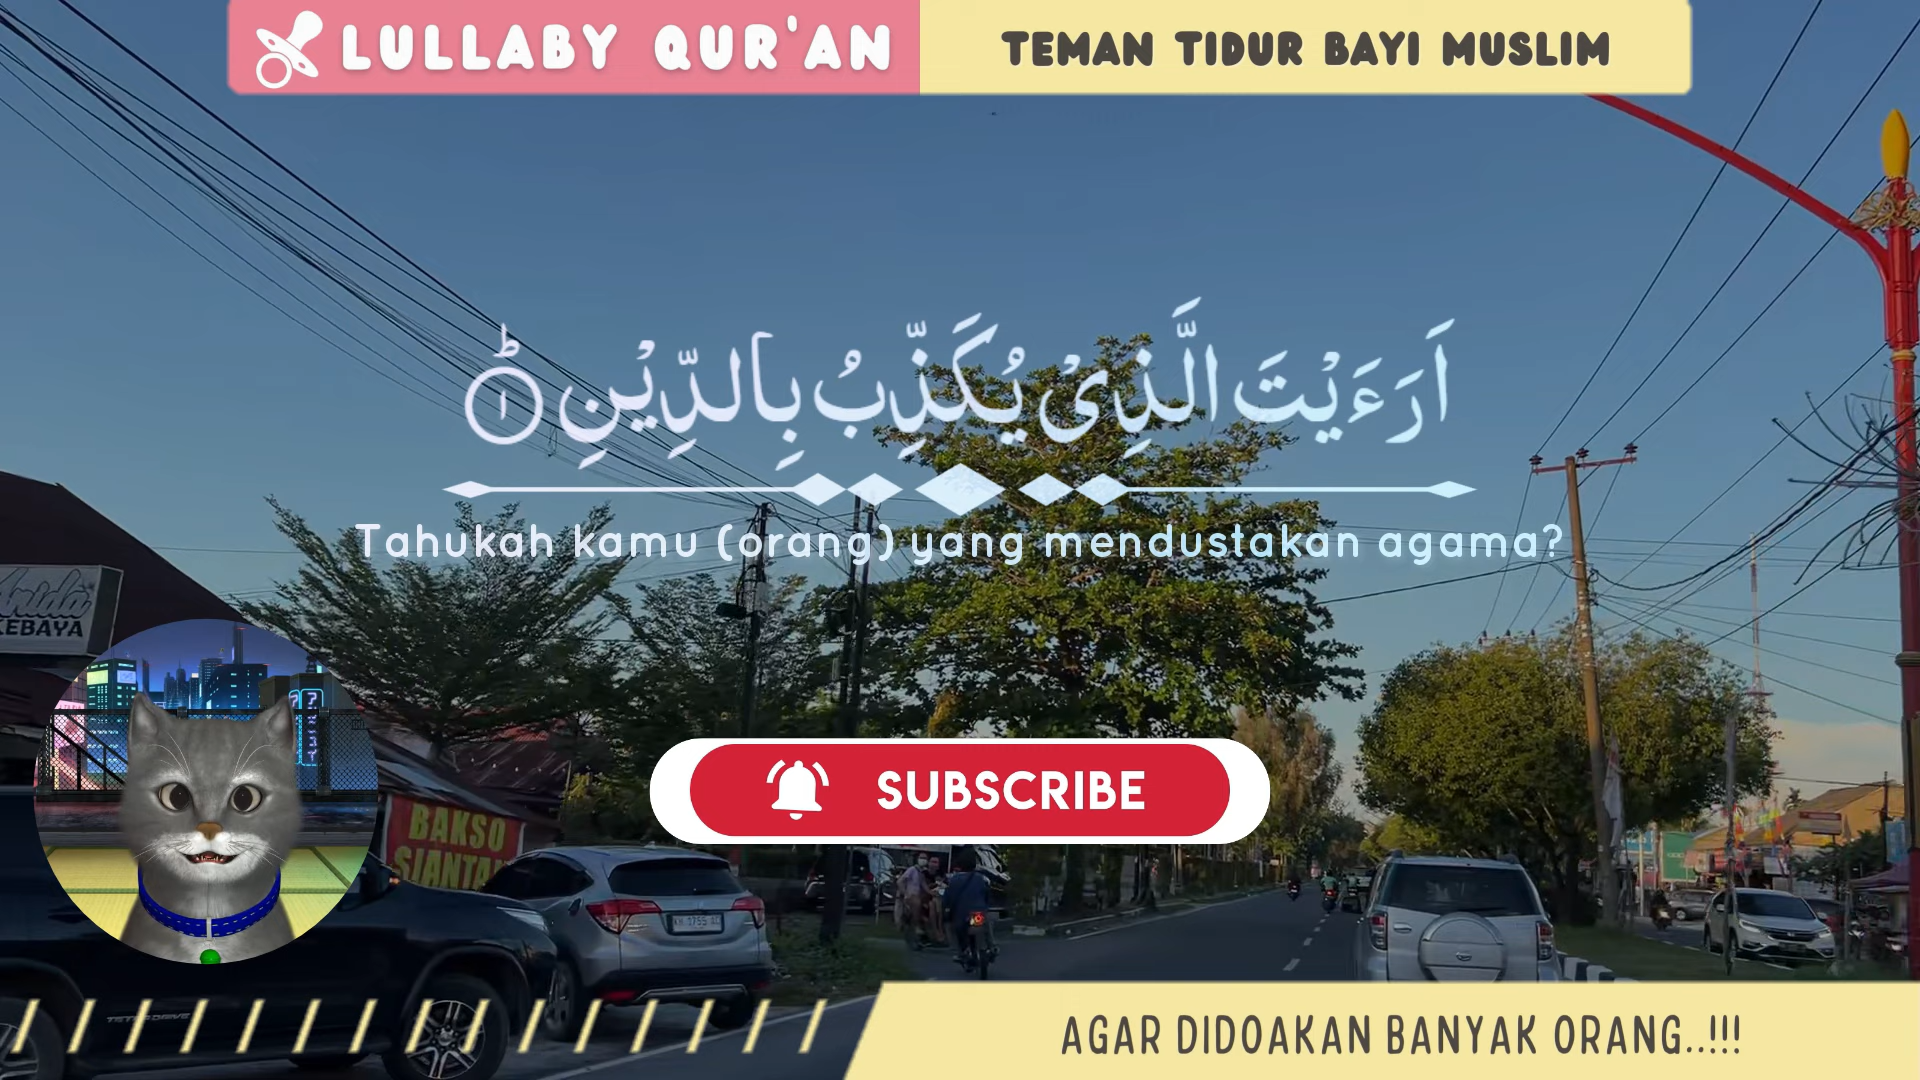 LULLABY QUR'AN
TEMAN TIDUR BAYI MUSLIM
اَرَءَيْتَ الَّذِيْ يُكَذِّبُ بِالدِّيْنِۗ ١
Tahukah kamu (orang) yang mendustakan agama?
KEBAYA
BAKSO
SIANTA
SUBSCRIBE
AGAR DIDOAKAN BANYAK ORANG..!!!